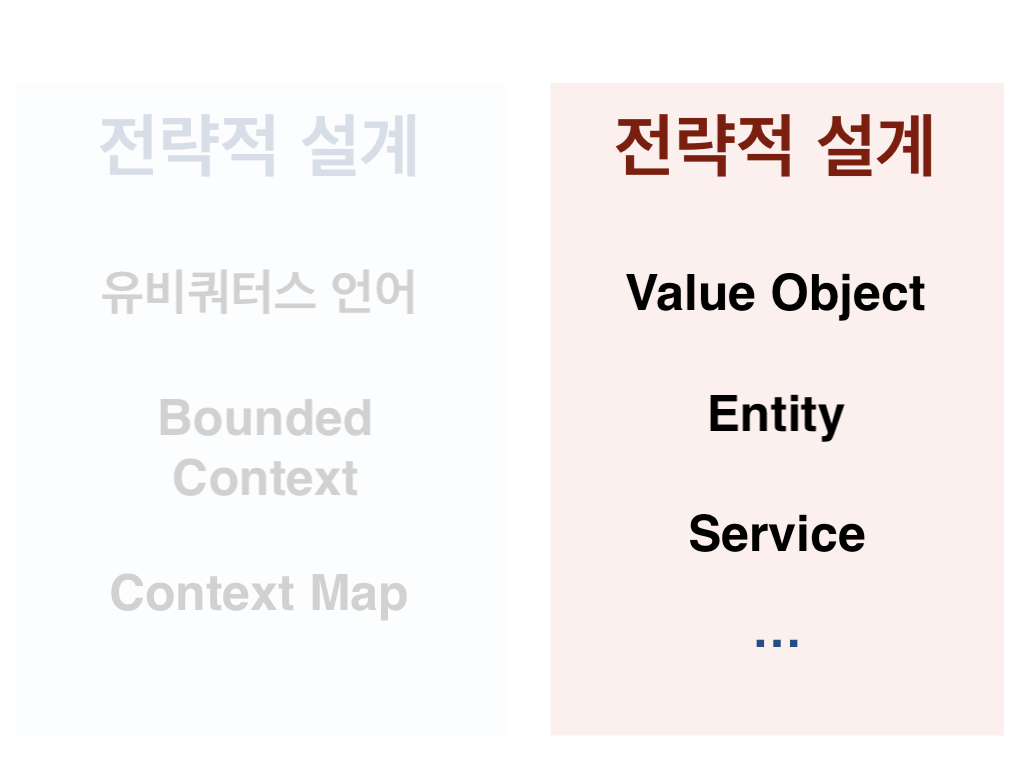 전략적 설계
유비쿼터스 언어
Bounded
Context
Context Map
전략적 설계
Value Object
Entity
Service
...